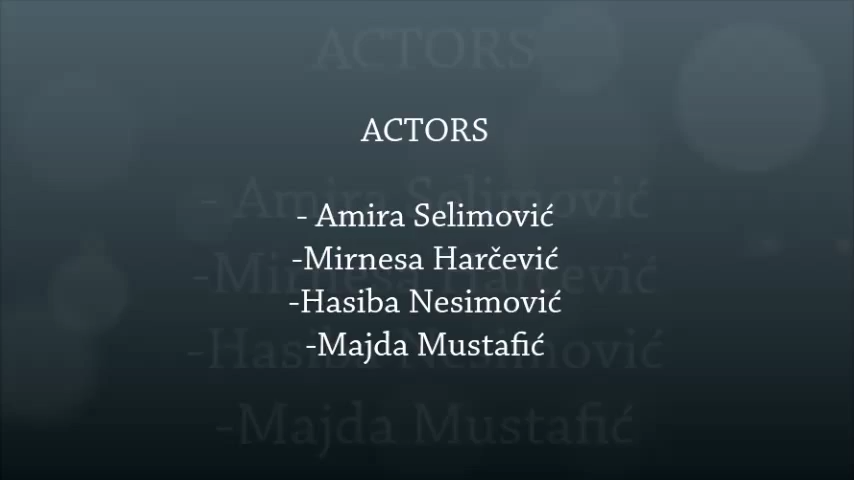 ACTORS
- Amira Selimović
-Mirnesa Harčević
-Hasiba Nesimović
-Majda Mustafić